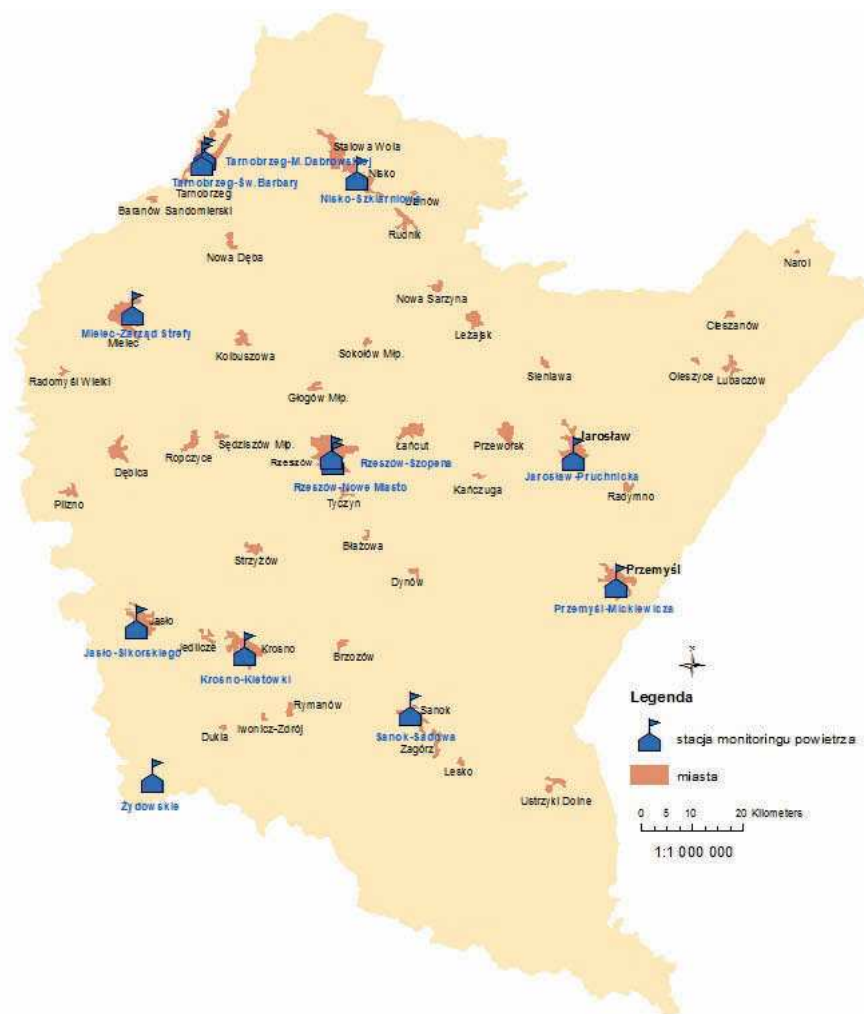 Stalowa Wola
Tarnobrzeg-M. Dąbrowskiej
Nisko
Tarnobrzeg-Św. Barbary
Tarnobrzeg
Nisko-Szklarniowa
Baranów Sandomierski
Rudnik
Nowa Dęba
Narol
Nowa Sarzyna
Cieszanów
Mielec-Zarząd Strefy
Mielec
Leżajsk
Kolbuszowa
Sokołów Młp.
Radomyśl Wielki
Sieniawa
Oleszyce
Lubaczów
Głogów Młp.
Sędziszów Młp.
Łańcut
Przeworsk
Jarosław
Ropczyce
Rzeszów
Rzeszów-Szopena
Dębica
Rzeszów-Nowe Miasto
Kańczuga
Jarosław-Pruchnicka
Pilzno
Tyczyn
Radymno
Błażowa
Strzyżów
Dynów
Przemyśl
Przemyśl-Mickiewicza
Jasło
Jasło-Sikorskiego
Jedlicze
Krosno
Brzozów
Krosno-Kletówki
Rymanów
Sanok
Iwonicz-Zdrój
Dukla
Sanok-Sadowa
Zagórz
Lesko
Żydowskie
Ustrzyki Dolne
N
Legenda
stacja monitoringu powietrza
miasta
0 5 10 20 Kilometers
1:1 000 000